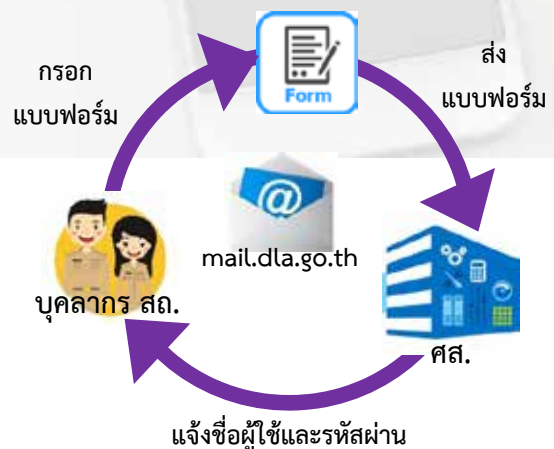 กรอก
แบบฟอร์ม
Form
ส่ง
แบบฟอร์ม
@
mail.dla.go.th
บุคลากร สถ.
ศส.
แจ้งชื่อผู้ใช้และรหัสผ่าน